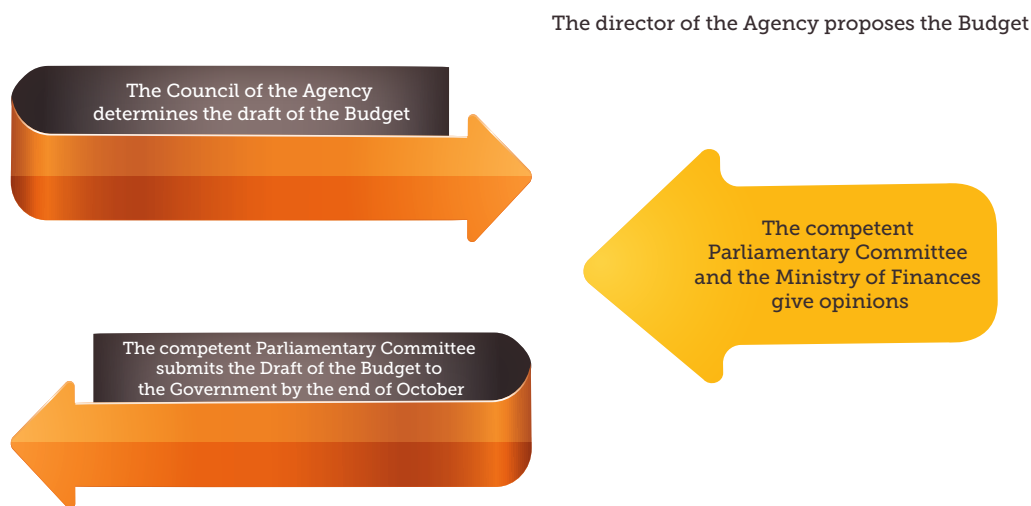 The director of the Agency proposes the Budget
The Council of the Agency
determines the draft of the Budget
The competent
Parliamentary Committee
and the Ministry of Finances
give opinions
The competent Parliamentary Committee
submits the Draft of the Budget to
the Government by the end of October